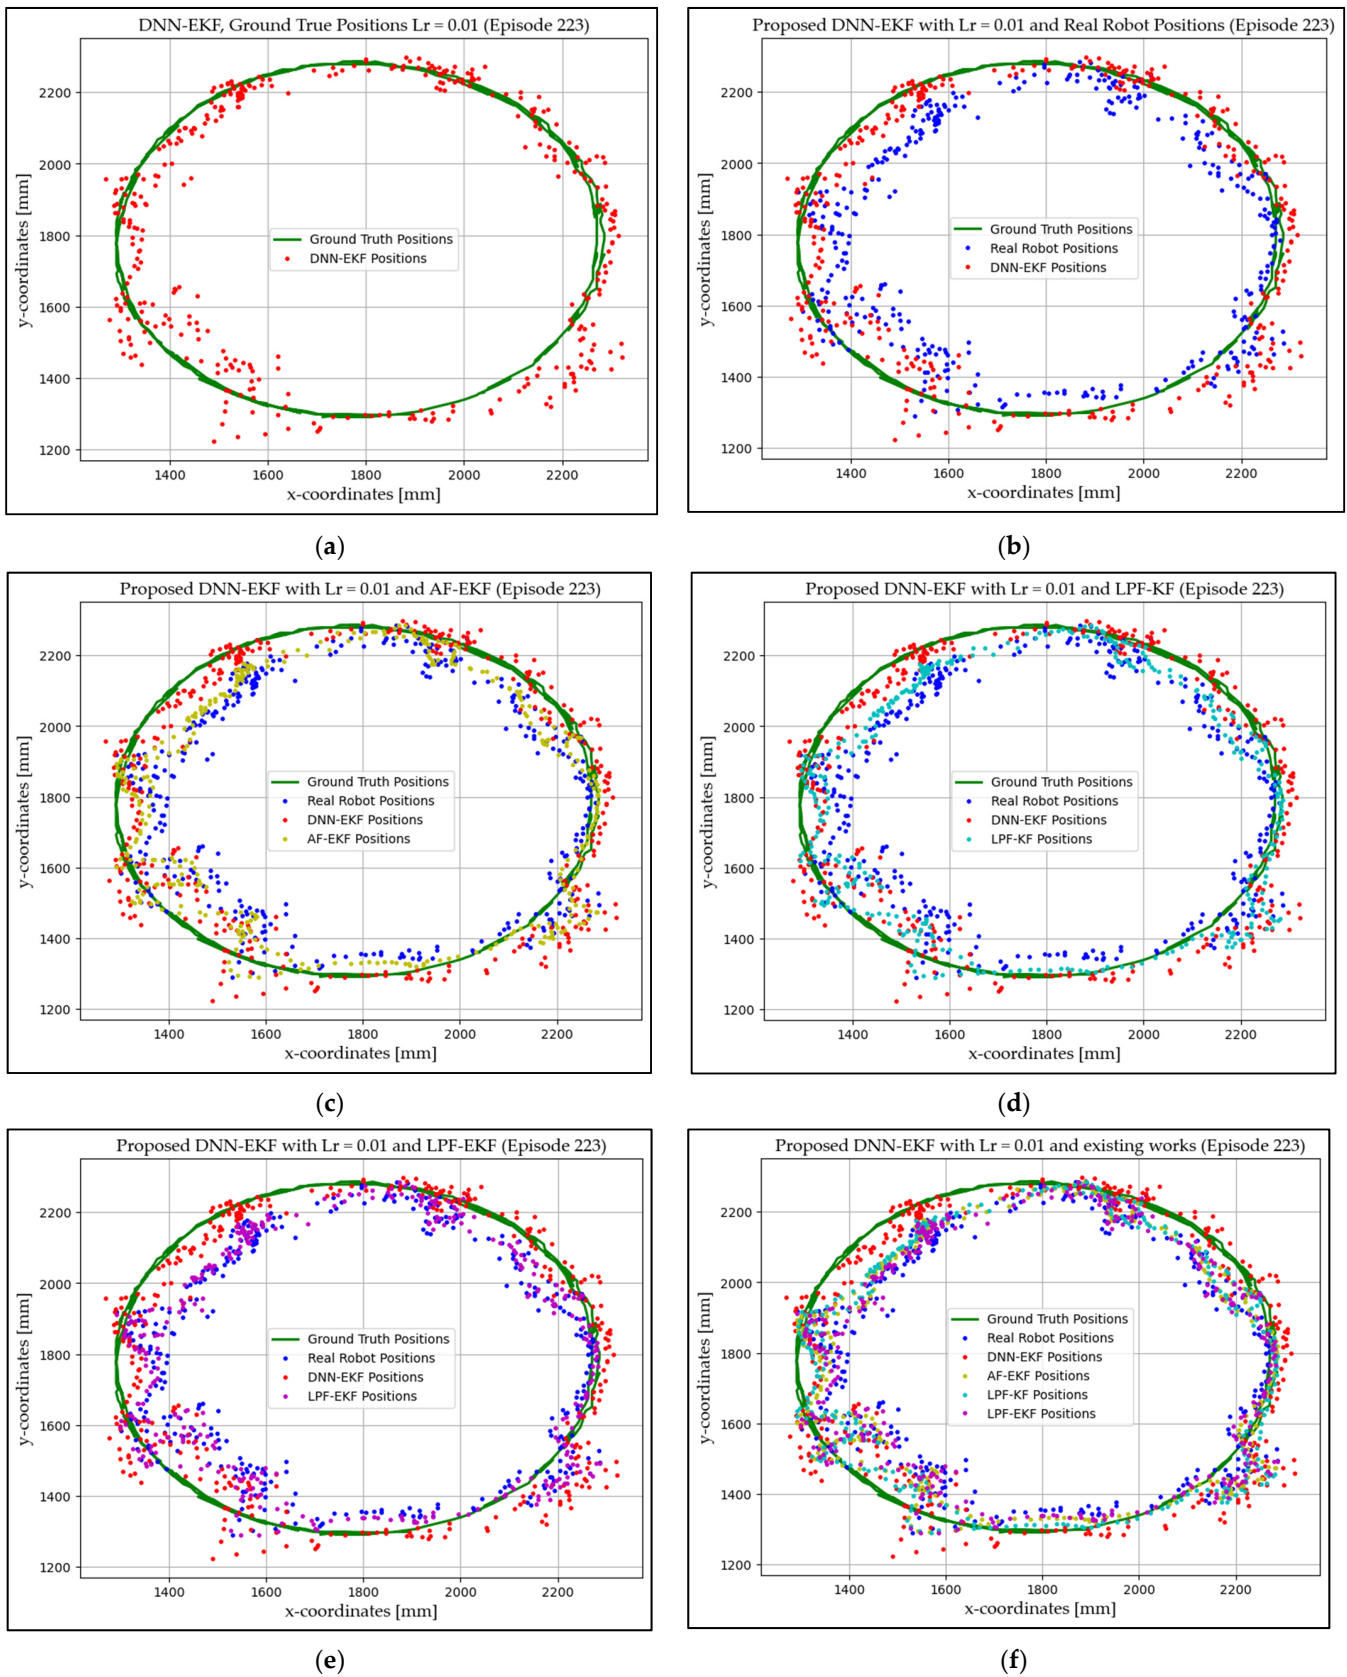 DNN-EKF, Ground True Positions Lr = 0.01 (Episode 223)
y-coordinates [mm]
2200
2000
1800
1600
1400
1200
Ground Truth Positions
DNN-EKF Positions
1400 1600 1800 2000 2200
x-coordinates [mm]
(a)
Proposed DNN-EKF with Lr = 0.01 and Real Robot Positions (Episode 223)
y-coordinates [mm]
2200
2000
1800
1600
1400
1200
Ground Truth Positions
Real Robot Positions
DNN-EKF Positions
1400 1600 1800 2000 2200
x-coordinates [mm]
(b)
Proposed DNN-EKF with Lr = 0.01 and AF-EKF (Episode 223)
y-coordinates [mm]
2200
2000
1800
1600
1400
1200
Ground Truth Positions
Real Robot Positions
DNN-EKF Positions
AF-EKF Positions
1400 1600 1800 2000 2200
x-coordinates [mm]
(c)
Proposed DNN-EKF with Lr = 0.01 and LPF-KF (Episode 223)
y-coordinates [mm]
2200
2000
1800
1600
1400
1200
Ground Truth Positions
Real Robot Positions
DNN-EKF Positions
LPF-KF Positions
1400 1600 1800 2000 2200
x-coordinates [mm]
(d)
Proposed DNN-EKF with Lr = 0.01 and LPF-EKF (Episode 223)
y-coordinates [mm]
2200
2000
1800
1600
1400
1200
Ground Truth Positions
Real Robot Positions
DNN-EKF Positions
LPF-EKF Positions
1400 1600 1800 2000 2200
x-coordinates [mm]
(e)
Proposed DNN-EKF with Lr = 0.01 and existing works (Episode 223)
y-coordinates [mm]
2200
2000
1800
1600
1400
1200
Ground Truth Positions
Real Robot Positions
DNN-EKF Positions
AF-EKF Positions
LPF-KF Positions
LPF-EKF Positions
1400 1600 1800 2000 2200
x-coordinates [mm]
(f)